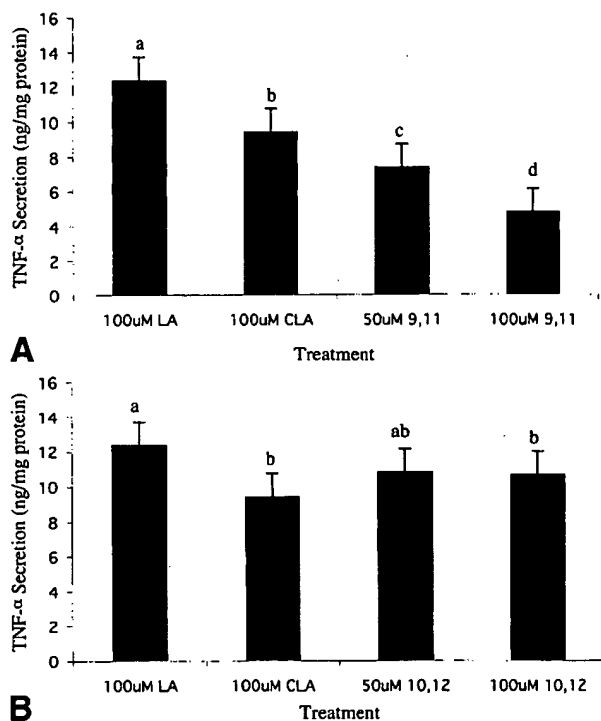 16
14
12
10
8
6
4
2
0
TNF-α Secretion (ng/mg protein)
a
b
c
d
100uM LA 100uM CLA 50uM 9,11 100uM 9,11
A
Treatment
16
14
12
10
8
6
4
2
0
TNF-α Secretion (ng/mg protein)
a
b
ab
b
100uM LA 100uM CLA 50uM 10,12 100uM 10,12
B
Treatment